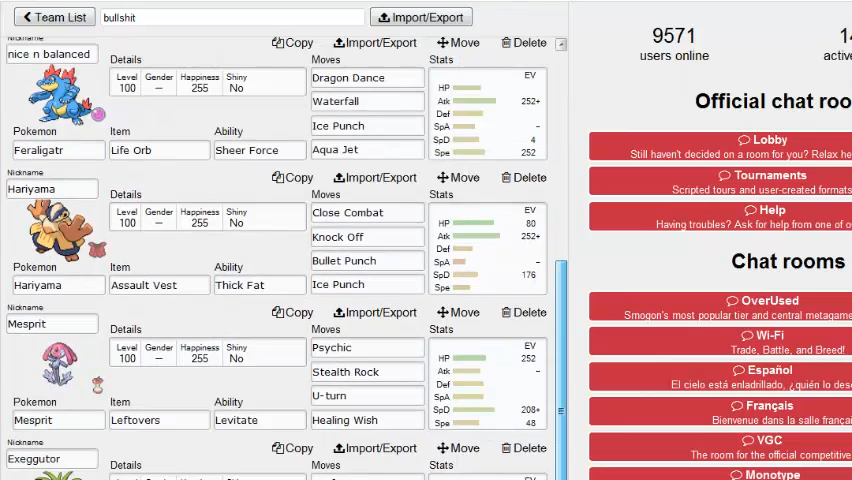 Team List
bullshit
Import/Export
Nickname
Copy Import/Export Move Delete
nice n balanced
Details
Moves
Stats
Level Gender Happiness Shiny
100 – 255 No
Dragon Dance
Waterfall
Ice Punch
Aqua Jet
EV
HP
Atk 252+
Def
SpA –
SpD 4
Spe 252
Pokemon Item Ability
Feraligatr Life Orb Sheer Force
Nickname
Copy Import/Export Move Delete
Hariyama
Details
Moves
Stats
Level Gender Happiness Shiny
100 – 255 No
Close Combat
Knock Off
Bullet Punch
Ice Punch
EV
HP 80
Atk 252+
Def
SpA –
SpD 176
Spe
Pokemon Item Ability
Hariyama Assault Vest Thick Fat
Nickname
Copy Import/Export Move Delete
Mesprit
Details
Moves
Stats
Level Gender Happiness Shiny
100 – 255 No
Psychic
Stealth Rock
U-turn
Healing Wish
EV
HP 252
Atk –
Def
SpA
SpD 208+
Spe 48
Pokemon Item Ability
Mesprit Leftovers Levitate
Nickname
Copy Import/Export Move Delete
Exeggutor
Details
Moves
Stats
9571
users online
14
active
Official chat roo
Lobby
Still haven't decided on a room for you? Relax he
Tournaments
Scripted tours and user-created formats
Help
Having troubles? Ask for help from one of o
Chat rooms
OverUsed
Smogon's most popular tier and central metagame
Wi-Fi
Trade, Battle, and Breed!
Español
El cielo está enladrillado, ¿quién lo des
Français
Bienvenue dans la salle françai
VGC
The room for the official competitive
Monotype